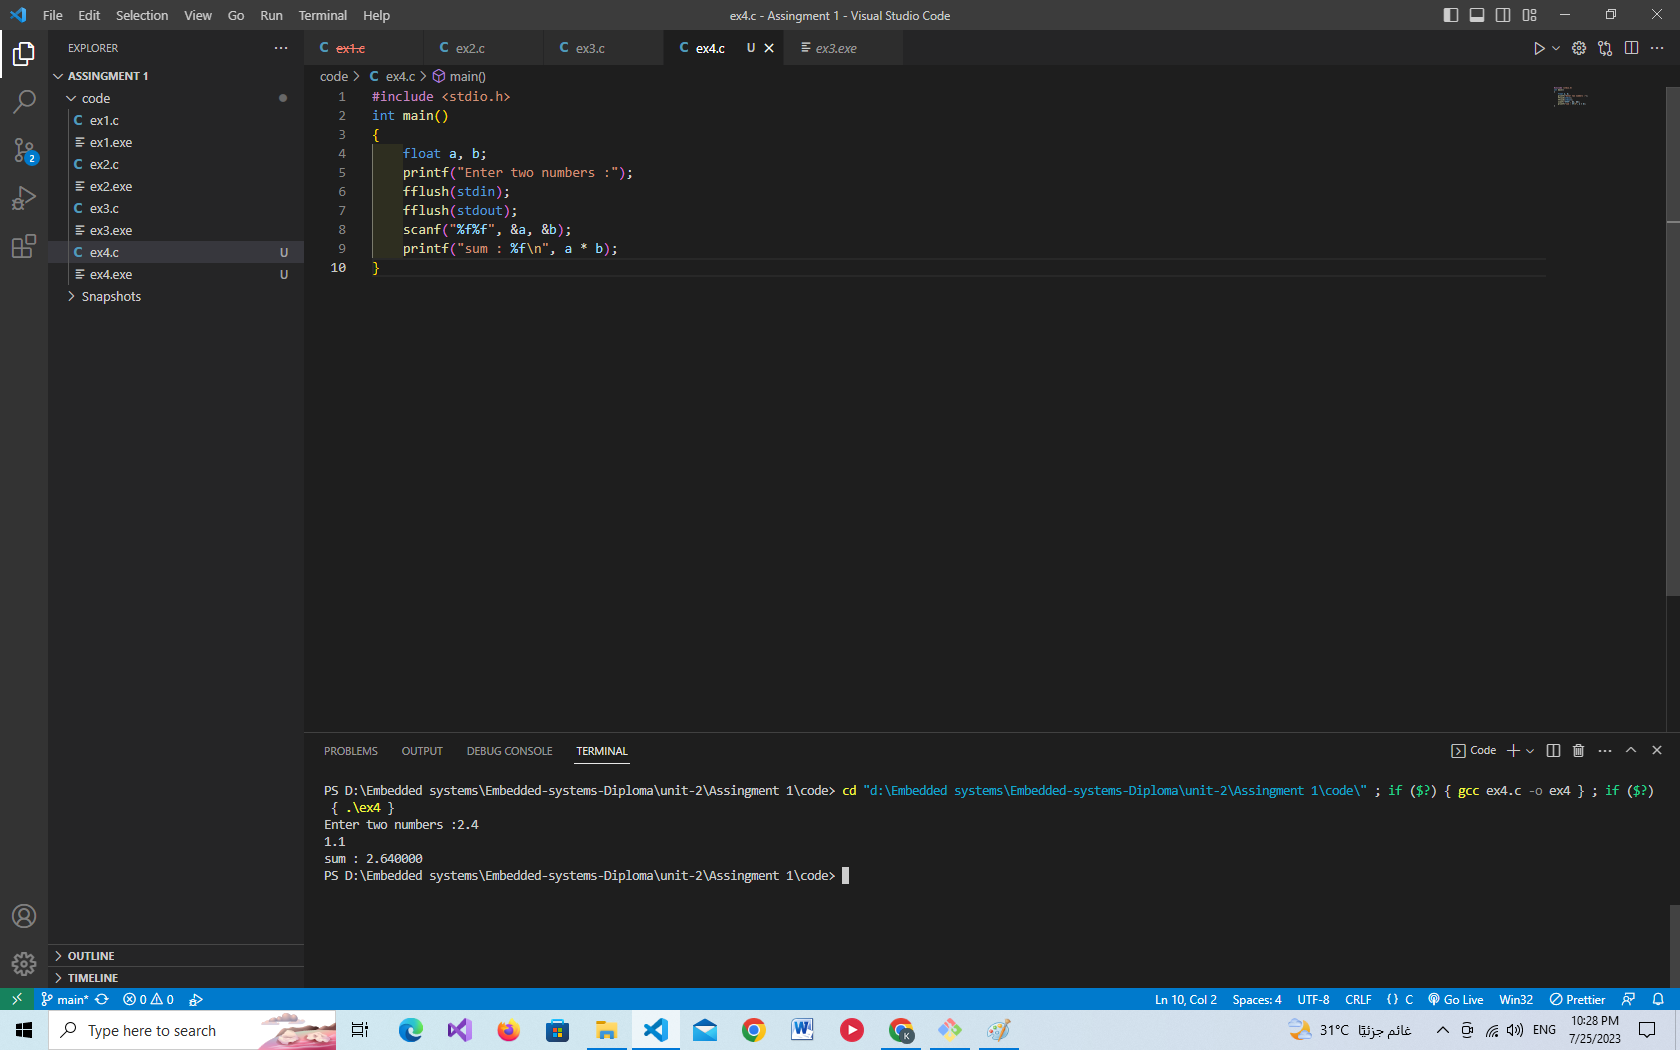 File Edit Selection View Go Run Terminal Help
ex4.c - Assingment 1 - Visual Studio Code
EXPLORER
ASSINGMENT 1
code
ex1.c
ex1.exe
ex2.c
ex2.exe
ex3.c
ex3.exe
ex4.c U
ex4.exe U
Snapshots
OUTLINE
TIMELINE
2
ex1.c ex2.c ex3.c ex4.c U ex3.exe
code > ex4.c > main()
1 #include <stdio.h>
2 int main()
3 {
4 float a, b;
5 printf("Enter two numbers :");
6 fflush(stdin);
7 fflush(stdout);
8 scanf("%f%f", &a, &b);
9 printf("sum : %f\n", a * b);
10 }
PROBLEMS OUTPUT DEBUG CONSOLE TERMINAL
Code
PS D:\Embedded systems\Embedded-systems-Diploma\unit-2\Assingment 1\code> cd "d:\Embedded systems\Embedded-systems-Diploma\unit-2\Assingment 1\code\" ; if ($?) { gcc ex4.c -o ex4 } ; if ($?)
{ .\ex4 }
Enter two numbers :2.4
1.1
sum : 2.640000
PS D:\Embedded systems\Embedded-systems-Diploma\unit-2\Assingment 1\code>
main* 0 0
Ln 10, Col 2 Spaces: 4 UTF-8 CRLF {} C Go Live Win32 Prettier
Type here to search
31°C غائم جزئيًا
ENG
10:28 PM
7/25/2023